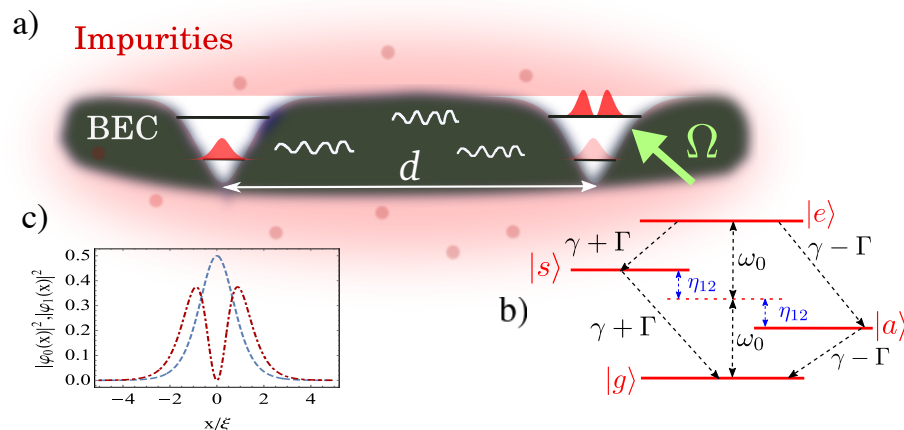 a)
Impurities
BEC
d
Ω
c)
|φ₀(x)|²,|φ₁(x)|²
0.5
0.4
0.3
0.2
0.1
0.0
−4 −2 0 2 4
x/ξ
b)
|e⟩
γ + Γ
γ − Γ
ω₀
|s⟩
η₁₂
η₁₂
|a⟩
γ + Γ
ω₀
γ − Γ
|g⟩